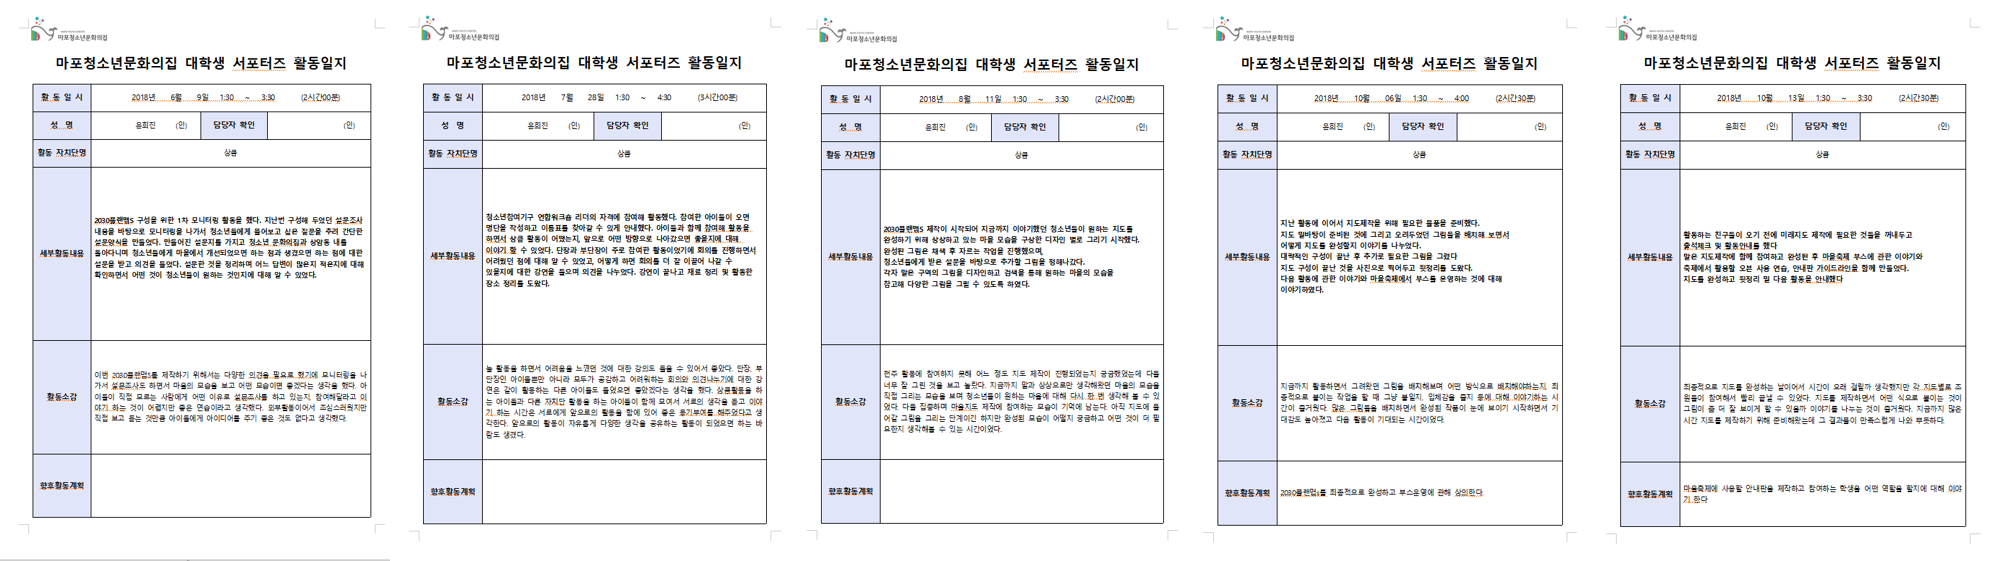 마포청소년문화의집
마포청소년문화의집 대학생 서포터즈 활동일지
활 동 일 시 2018년 6월 9일 1:30 ~ 3:30 (2시간00분)
성 명 윤희진 (인) 담당자 확인 (인)
활동 자치단명 상큼
세부활동내용
2030플랜맵S 구성을 위한 1차 모니터링 활동을 했다. 지난번 구성해 두었던 설문조사
내용을 바탕으로 모니터링을 나가서 청소년들에게 물어보고 싶은 질문을 추려 간단한
설문양식을 만들었다. 만들어진 설문지를 가지고 청소년 문화의집과 상암동 내를
돌아다니며 청소년들에게 마을에서 개선되었으면 하는 점과 생겼으면 하는 점에 대한
설문을 받고 의견을 들었다. 설문한 것을 정리하며 어느 답변이 많은지 적은지에 대해
확인하면서 어떤 것이 청소년들이 원하는 것인지에 대해 알 수 있었다.
활동소감
이번 2030플랜맵S를 제작하기 위해서는 다양한 의견을 필요로 했기에 모니터링을 나
가서 설문조사도 하면서 마을의 모습을 보고 어떤 모습이면 좋겠다는 생각을 했다. 아
이들이 직접 모르는 사람에게 어떤 이유로 설문조사를 하고 있는지, 참여해달라고 이
야기 하는 것이 어렵지만 좋은 연습이라고 생각했다. 외부활동이어서 조심스러웠지만
직접 보고 듣는 것만큼 아이들에게 아이디어를 주기 좋은 것도 없다고 생각했다.
향후활동계획
마포청소년문화의집
마포청소년문화의집 대학생 서포터즈 활동일지
활 동 일 시 2018년 7월 28일 1:30 ~ 4:30 (3시간00분)
성 명 윤희진 (인) 담당자 확인 (인)
활동 자치단명 상큼
세부활동내용
청소년참여기구 연합워크숍 리더의 자격에 참여해 활동했다. 참여한 아이들이 오면
명단을 작성하고 이름표를 찾아갈 수 있게 안내했다. 아이들과 함께 참여해 활동을
하면서 상큼 활동이 어땠는지, 앞으로 어떤 방향으로 나아갔으면 좋을지에 대해
이야기 할 수 있었다. 단장과 부단장이 주로 참여한 활동이었기에 회의를 진행하면서
어려웠던 점에 대해 알 수 있었고, 어떻게 하면 회의를 더 잘 이끌어 나갈 수
있을지에 대한 강연을 들으며 의견을 나누었다. 강연이 끝나고 재료 정리 및 활동한
장소 정리를 도왔다.
활동소감
늘 활동을 하면서 어려움을 느꼈던 것에 대한 강의도 들을 수 있어서 좋았다. 단장, 부
단장인 아이들뿐만 아니라 모두가 공감하고 어려워하는 회의와 의견나누기에 대한 강
연은 같이 활동하는 다른 아이들도 들었으면 좋았겠다는 생각을 했다. 상큼활동을 하
는 아이들과 다른 자치단 활동을 하는 아이들이 함께 모여서 서로의 생각을 듣고 이야
기 하는 시간은 서로에게 앞으로의 활동을 함에 있어 좋은 동기부여를 해주었다고 생
각한다. 앞으로의 활동이 자유롭게 다양한 생각을 공유하는 활동이 되었으면 하는 바
람도 생겼다.
향후활동계획
마포청소년문화의집
마포청소년문화의집 대학생 서포터즈 활동일지
활 동 일 시 2018년 8월 11일 1:30 ~ 3:30 (2시간00분)
성 명 윤희진 (인) 담당자 확인 (인)
활동 자치단명 상큼
세부활동내용
2030플랜맵S 제작이 시작되어 지금까지 이야기했던 청소년들이 원하는 지도를
완성하기 위해 상상하고 있는 마을 모습을 구상한 디자인 별로 그리기 시작했다.
완성된 그림은 채색 후 자르는 작업을 진행했으며,
청소년들에게 받은 설문을 바탕으로 추가할 그림을 정해나갔다.
각자 맡은 구역의 그림을 디자인하고 검색을 통해 원하는 마을의 모습을
참고해 다양한 그림을 그릴 수 있도록 하였다.
활동소감
전주 활동에 참여하지 못해 어느 정도 지도 제작이 진행되었는지 궁금했었는데 다들
너무 잘 그린 것을 보고 놀랐다. 지금까지 말과 상상으로만 생각해왔던 마을의 모습을
직접 그리는 모습을 보며 청소년들이 원하는 마을에 대해 다시 한 번 생각해 볼 수 있
었다. 다들 집중하며 마을지도 제작에 참여하는 모습이 기억에 남는다. 아직 지도에 들
어갈 그림을 그리는 단계이긴 하지만 완성된 모습이 어떨지 궁금하고 어떤 것이 더 필
요한지 생각해볼 수 있는 시간이었다.
향후활동계획
마포청소년문화의집
마포청소년문화의집 대학생 서포터즈 활동일지
활 동 일 시 2018년 10월 06일 1:30 ~ 4:00 (2시간30분)
성 명 윤희진 (인) 담당자 확인 (인)
활동 자치단명 상큼
세부활동내용
지난 활동에 이어서 지도제작을 위해 필요한 물품을 준비했다.
지도 밑바탕이 준비된 것에 그리고 오려두었던 그림들을 배치해 보면서
어떻게 지도를 완성할지 이야기를 나누었다.
대략적인 구성이 끝난 후 추가로 필요한 그림을 그렸다
지도 구성이 끝난 것을 사진으로 찍어두고 뒷정리를 도왔다.
다음 활동에 관한 이야기와 마을축제에서 부스를 운영하는 것에 대해
이야기하였다.
활동소감
지금까지 활동하면서 그려왔던 그림을 배치해보며 어떤 방식으로 배치해야하는지, 최
종적으로 붙이는 작업을 할 때 그냥 붙일지, 입체감을 줄지 등에 대해 이야기하는 시
간이 즐거웠다. 많은 그림들을 배치하면서 완성된 작품이 눈에 보이기 시작하면서 기
대감도 높아졌고 다음 활동이 기대되는 시간이었다.
향후활동계획
2030플랜맵s를 최종적으로 완성하고 부스운영에 관해 상의한다.
마포청소년문화의집
마포청소년문화의집 대학생 서포터즈 활동일지
활 동 일 시 2018년 10월 13일 1:30 ~ 3:30 (2시간30분)
성 명 윤희진 (인) 담당자 확인 (인)
활동 자치단명 상큼
세부활동내용
활동하는 친구들이 오기 전에 미래지도 제작에 필요한 것들을 꺼내두고
출석체크 및 활동안내를 했다
맡은 지도제작에 함께 참여하고 완성된 후 마을축제 부스에 관한 이야기와
축제에서 활용할 오븐 사용 연습, 안내판 가이드라인을 함께 만들었다.
지도를 완성하고 뒷정리 및 다음 활동을 안내했다
활동소감
최종적으로 지도를 완성하는 날이어서 시간이 오래 걸릴까 생각했지만 각 지도별로 조
원들이 참여해서 빨리 끝낼 수 있었다. 지도를 제작하면서 어떤 식으로 붙이는 것이
그림이 좀 더 잘 보이게 할 수 있을까 이야기를 나누는 것이 즐거웠다. 지금까지 많은
시간 지도를 제작하기 위해 준비해왔는데 그 결과물이 만족스럽게 나와 뿌듯하다.
향후활동계획
마을축제에 사용할 안내판을 제작하고 참여하는 학생들 어떤 역할을 할지에 대해 이야
기 한다